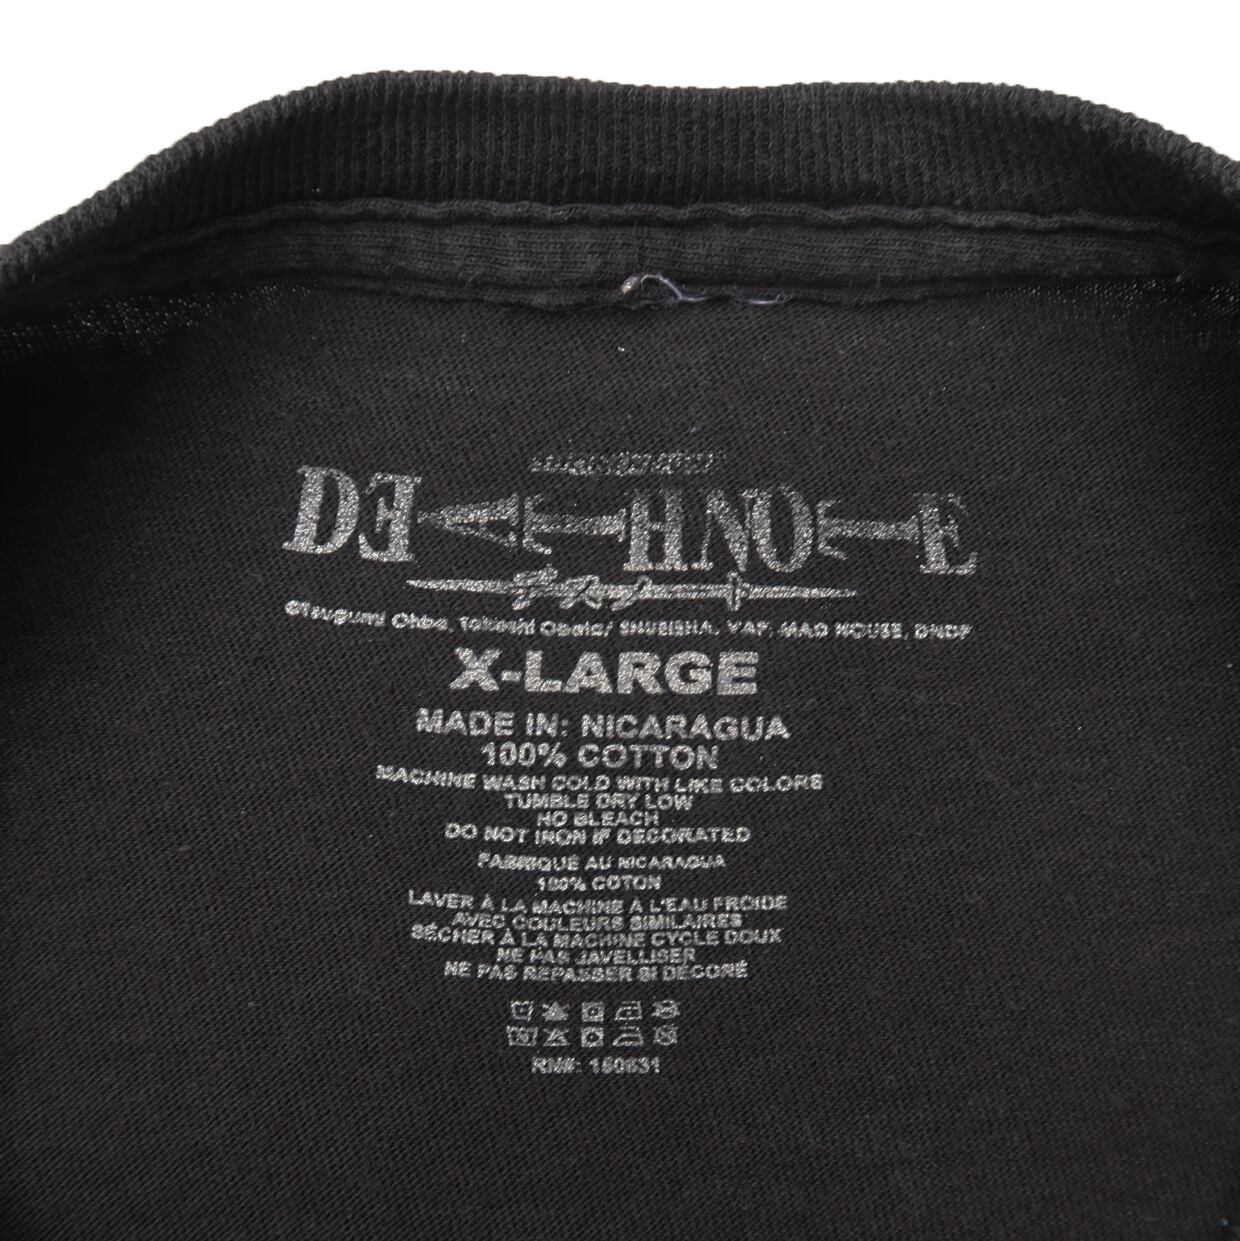 DEATH NOTE
©Tsugumi Ohba, Takeshi Obata/ SHUEISHA, VAP, MAD HOUSE, DNDP
X-LARGE
MADE IN: NICARAGUA
100% COTTON
MACHINE WASH COLD WITH LIKE COLORS
TUMBLE DRY LOW
NO BLEACH
DO NOT IRON IF DECORATED
FABRIQUÉ AU NICARAGUA
100% COTON
LAVER À LA MACHINE À L'EAU FROIDE
AVEC COULEURS SIMILAIRES
SÉCHER À LA MACHINE CYCLE DOUX
NE PAS JAVELLISER
NE PAS REPASSER SI DÉCORÉ
RN#: 150631